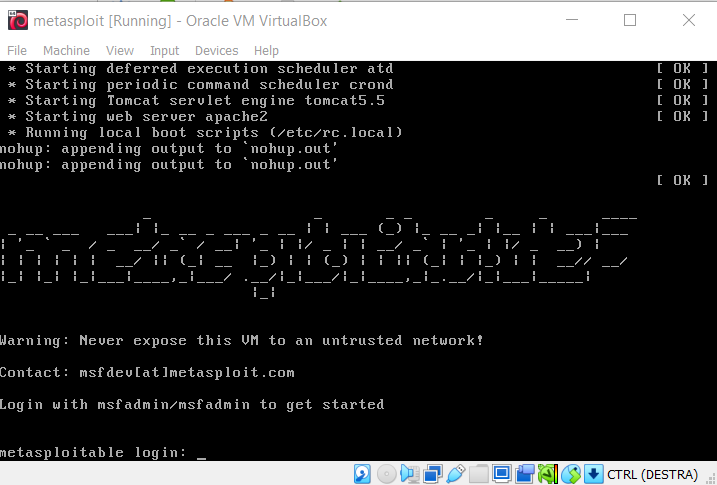 metasploit [Running] - Oracle VM VirtualBox
File Machine View Input Devices Help
* Starting deferred execution scheduler atd [ OK ]
* Starting periodic command scheduler crond [ OK ]
* Starting Tomcat servlet engine tomcat5.5 [ OK ]
* Starting web server apache2 [ OK ]
* Running local boot scripts (/etc/rc.local)
nohup: appending output to `nohup.out'
nohup: appending output to `nohup.out'
[ OK ]
metasploitable2
Warning: Never expose this VM to an untrusted network!
Contact: msfdev[at]metasploit.com
Login with msfadmin/msfadmin to get started
metasploitable login: _
CTRL (DESTRA)